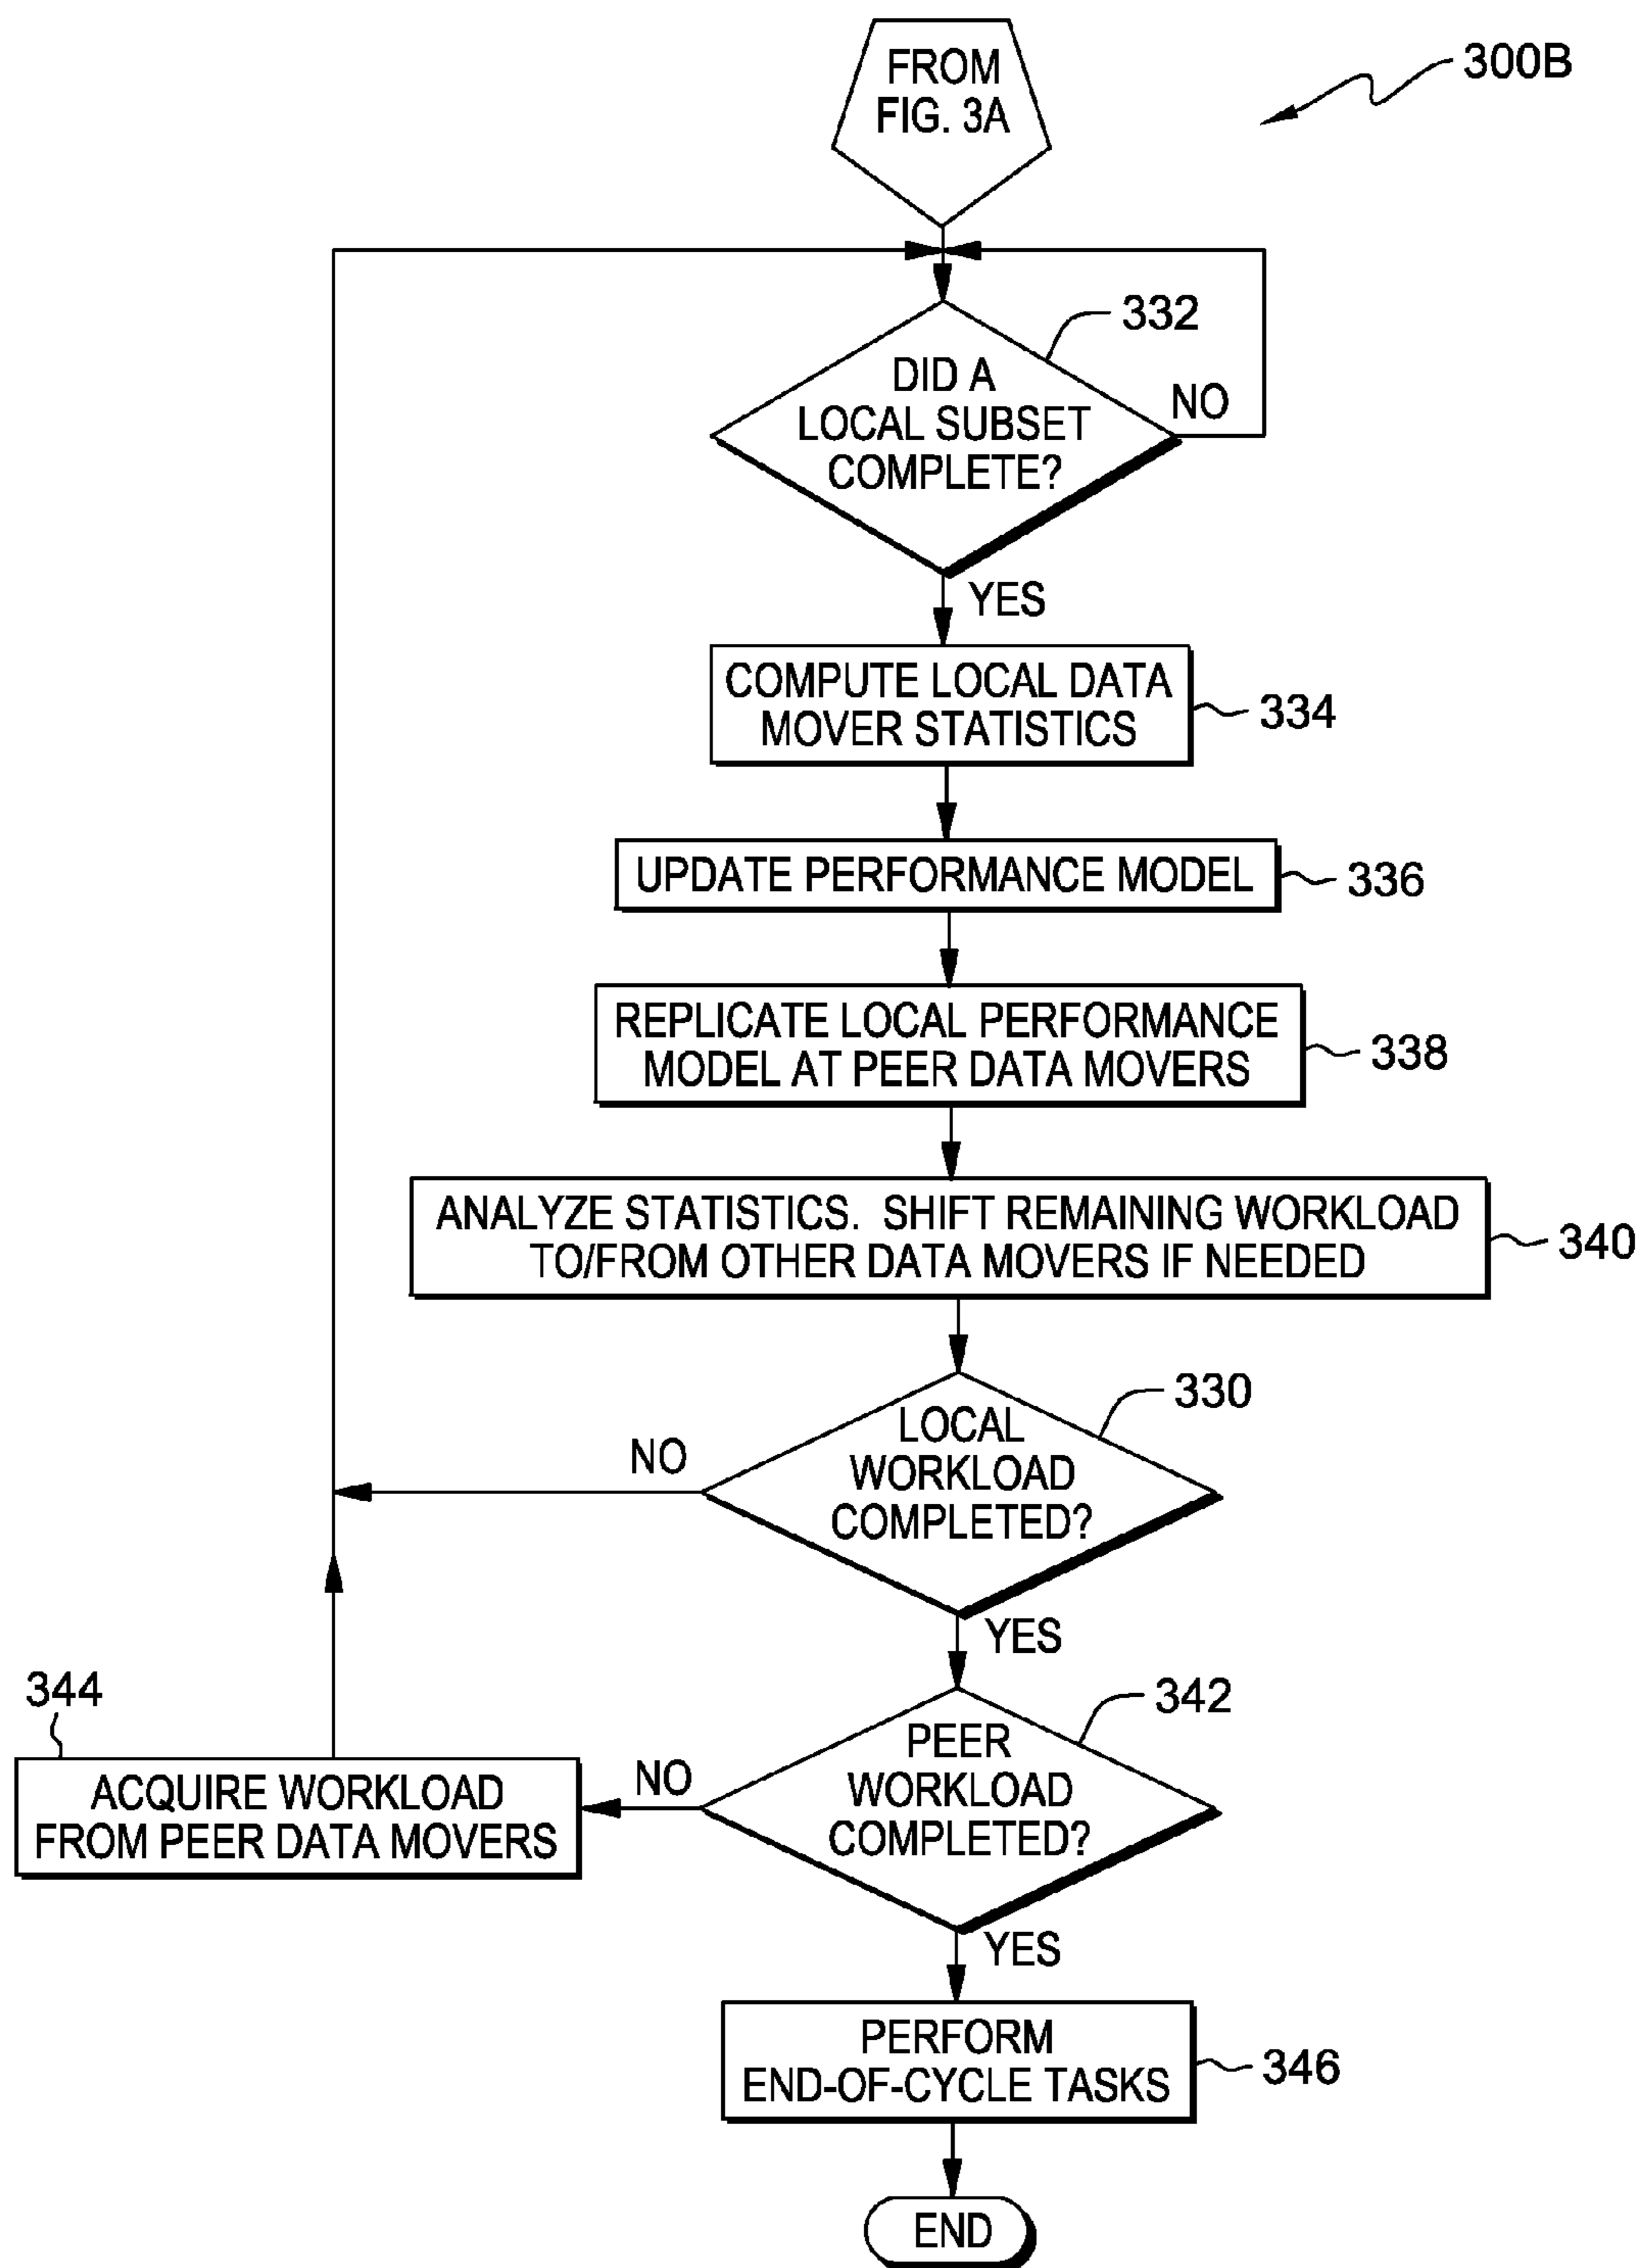 FROM
FIG. 3A
300B
332
DID A
LOCAL SUBSET
COMPLETE?
NO
YES
COMPUTE LOCAL DATA
MOVER STATISTICS
334
UPDATE PERFORMANCE MODEL
336
REPLICATE LOCAL PERFORMANCE
MODEL AT PEER DATA MOVERS
338
ANALYZE STATISTICS. SHIFT REMAINING WORKLOAD
TO/FROM OTHER DATA MOVERS IF NEEDED
340
330
LOCAL
WORKLOAD
COMPLETED?
NO
YES
342
PEER
WORKLOAD
COMPLETED?
NO
344
ACQUIRE WORKLOAD
FROM PEER DATA MOVERS
YES
PERFORM
END-OF-CYCLE TASKS
346
END